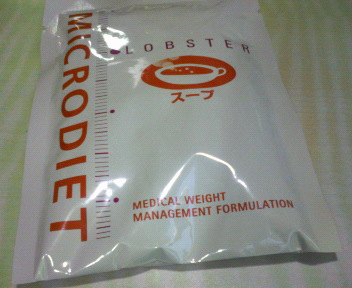 MICRODIET
LOBSTER
スープ
MEDICAL WEIGHT
MANAGEMENT FORMULATION